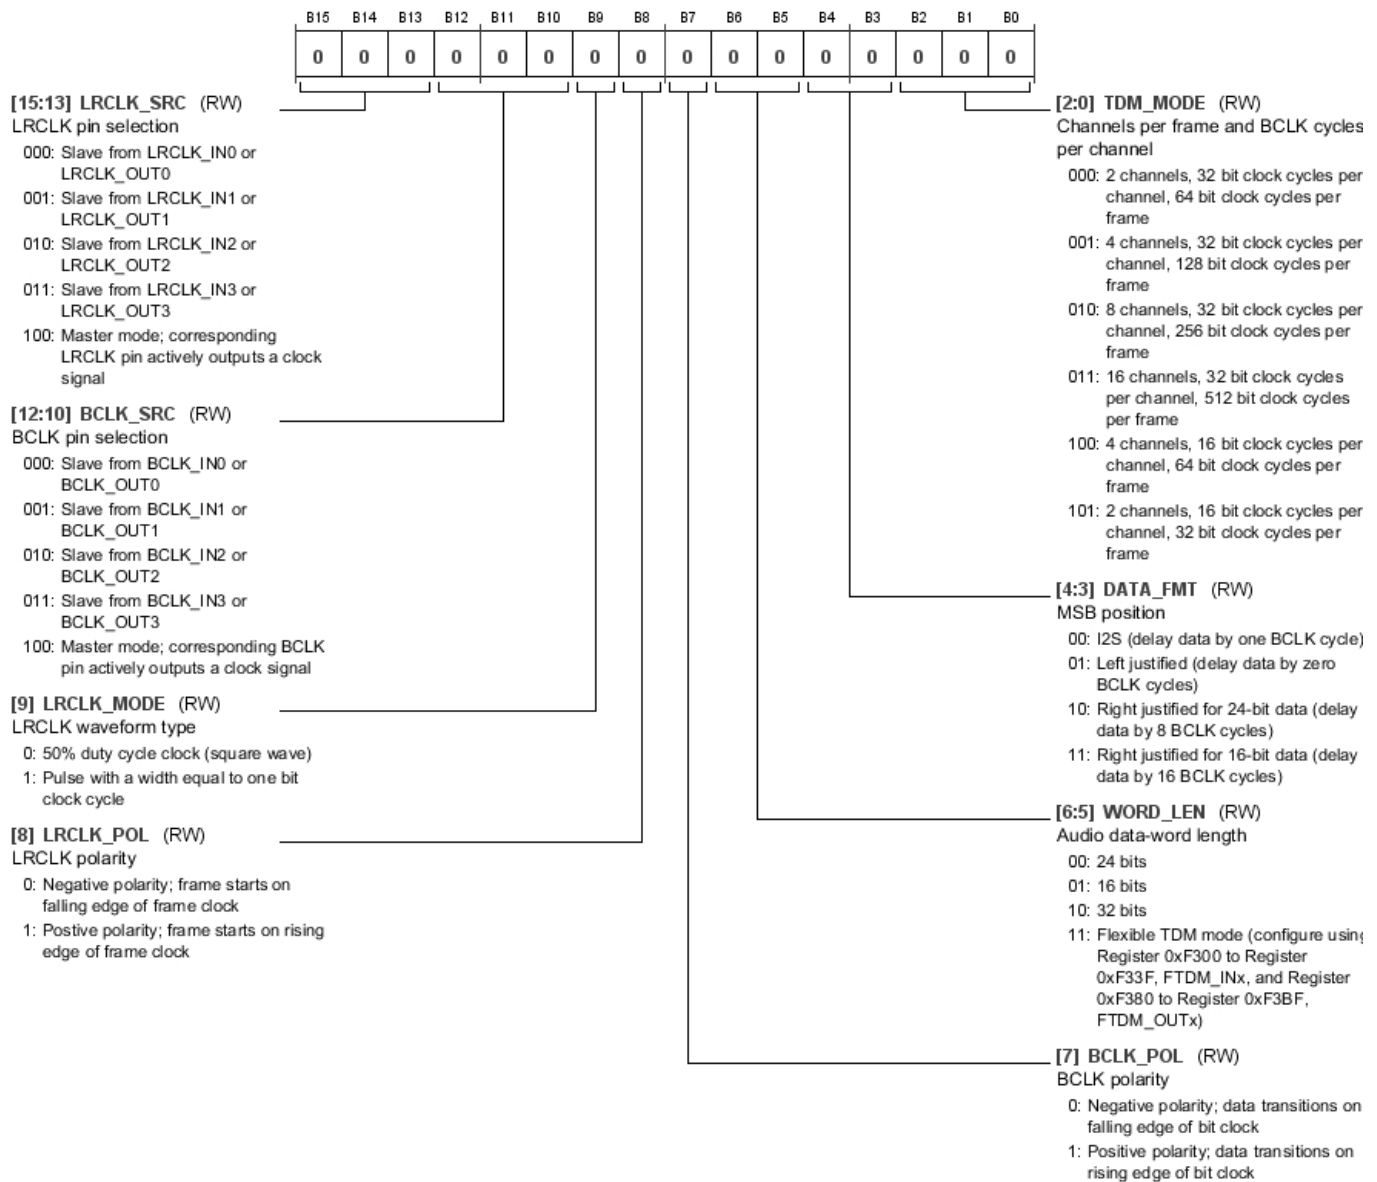 B15 B14 B13 B12 B11 B10 B9 B8 B7 B6 B5 B4 B3 B2 B1 B0
0 0 0 0 0 0 0 0 0 0 0 0 0 0 0 0
[15:13] LRCLK_SRC (RW)
LRCLK pin selection
000: Slave from LRCLK_IN0 or
LRCLK_OUT0
001: Slave from LRCLK_IN1 or
LRCLK_OUT1
010: Slave from LRCLK_IN2 or
LRCLK_OUT2
011: Slave from LRCLK_IN3 or
LRCLK_OUT3
100: Master mode; corresponding
LRCLK pin actively outputs a clock
signal
[12:10] BCLK_SRC (RW)
BCLK pin selection
000: Slave from BCLK_IN0 or
BCLK_OUT0
001: Slave from BCLK_IN1 or
BCLK_OUT1
010: Slave from BCLK_IN2 or
BCLK_OUT2
011: Slave from BCLK_IN3 or
BCLK_OUT3
100: Master mode; corresponding BCLK
pin actively outputs a clock signal
[9] LRCLK_MODE (RW)
LRCLK waveform type
0: 50% duty cycle clock (square wave)
1: Pulse with a width equal to one bit
clock cycle
[8] LRCLK_POL (RW)
LRCLK polarity
0: Negative polarity; frame starts on
falling edge of frame clock
1: Postive polarity; frame starts on rising
edge of frame clock
[2:0] TDM_MODE (RW)
Channels per frame and BCLK cycles
per channel
000: 2 channels, 32 bit clock cycles per
channel, 64 bit clock cycles per
frame
001: 4 channels, 32 bit clock cycles per
channel, 128 bit clock cycles per
frame
010: 8 channels, 32 bit clock cycles per
channel, 256 bit clock cycles per
frame
011: 16 channels, 32 bit clock cycles
per channel, 512 bit clock cycles
per frame
100: 4 channels, 16 bit clock cycles per
channel, 64 bit clock cycles per
frame
101: 2 channels, 16 bit clock cycles per
channel, 32 bit clock cycles per
frame
[4:3] DATA_FMT (RW)
MSB position
00: I2S (delay data by one BCLK cycle)
01: Left justified (delay data by zero
BCLK cycles)
10: Right justified for 24-bit data (delay
data by 8 BCLK cycles)
11: Right justified for 16-bit data (delay
data by 16 BCLK cycles)
[6:5] WORD_LEN (RW)
Audio data-word length
00: 24 bits
01: 16 bits
10: 32 bits
11: Flexible TDM mode (configure using
Register 0xF300 to Register
0xF33F, FTDM_INx, and Register
0xF380 to Register 0xF3BF,
FTDM_OUTx)
[7] BCLK_POL (RW)
BCLK polarity
0: Negative polarity; data transitions on
falling edge of bit clock
1: Positive polarity; data transitions on
rising edge of bit clock